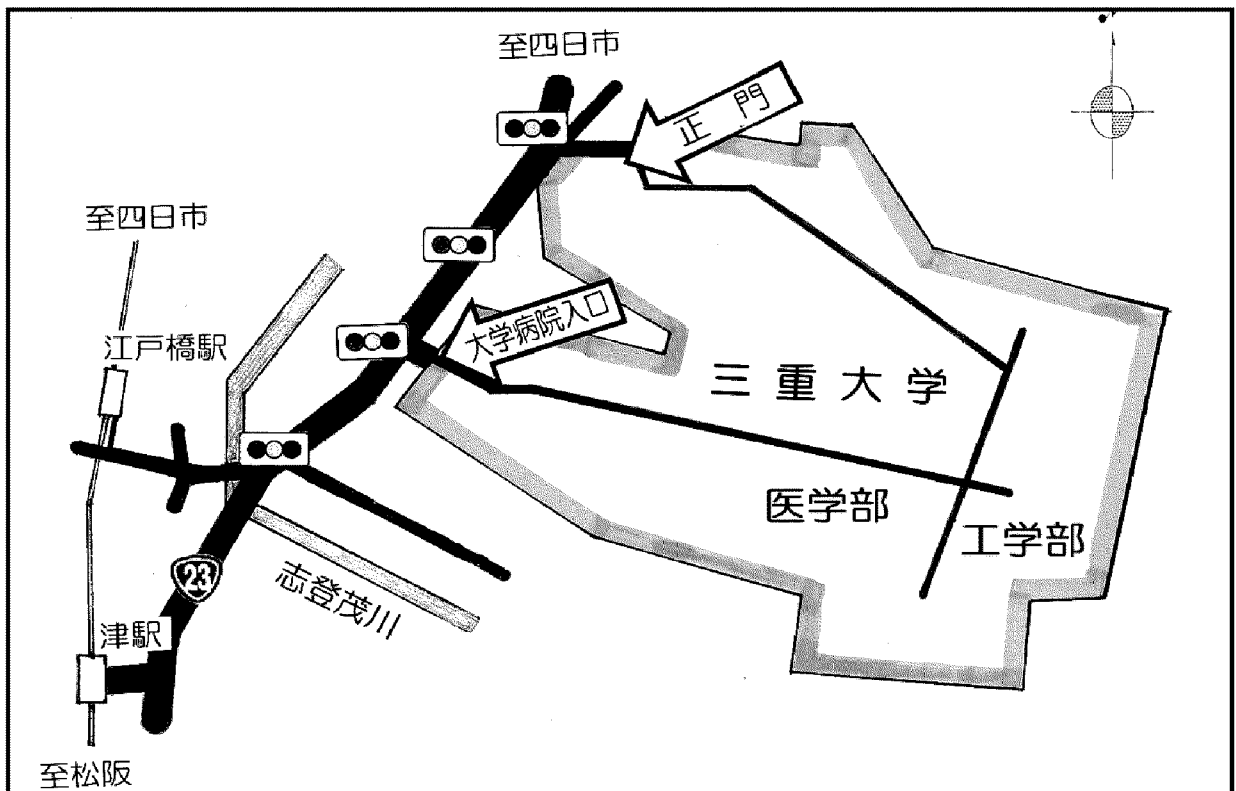 至四日市
正門
至四日市
大学病院入口
江戸橋駅
三重大学
医学部
工学部
23
志登茂川
津駅
至松阪